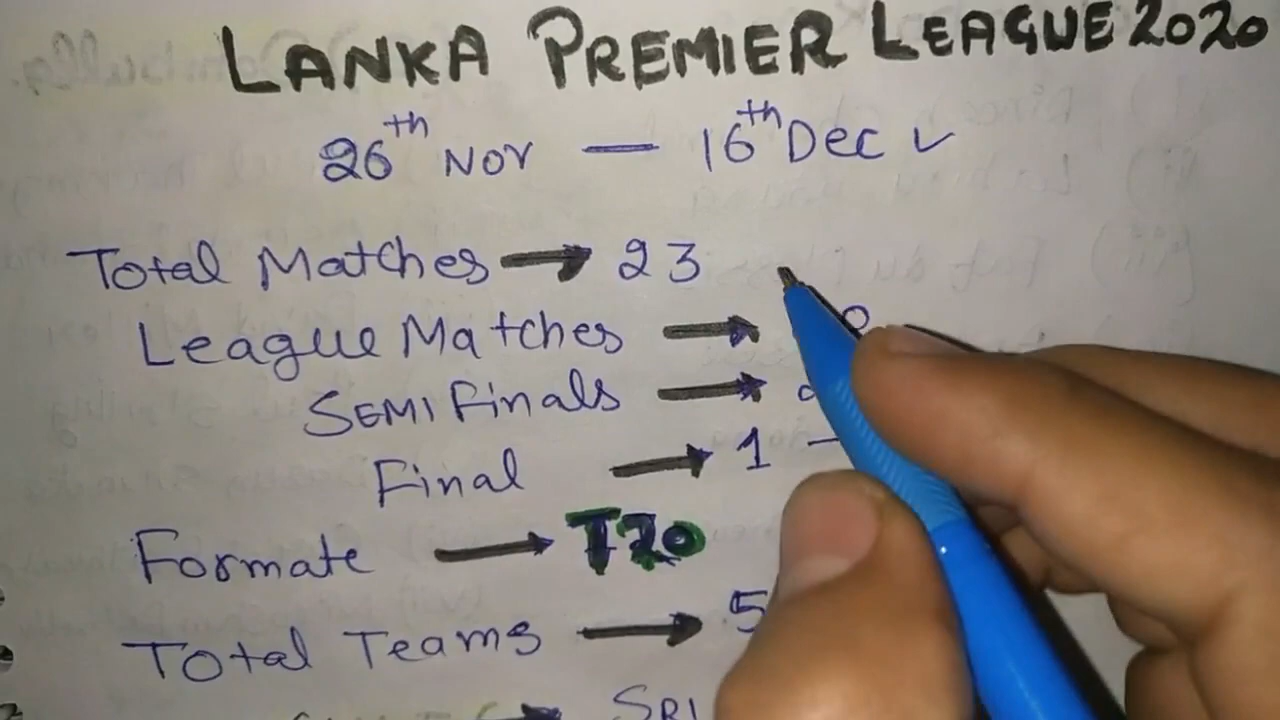 LANKA PREMIER LEAGUE 2020
26th Nov — 16th Dec ✓
Total Matches → 23
League Matches →
SEMI Finals →
Final → 1 —
Formate → T20
Total Teams → 5
→ SRI